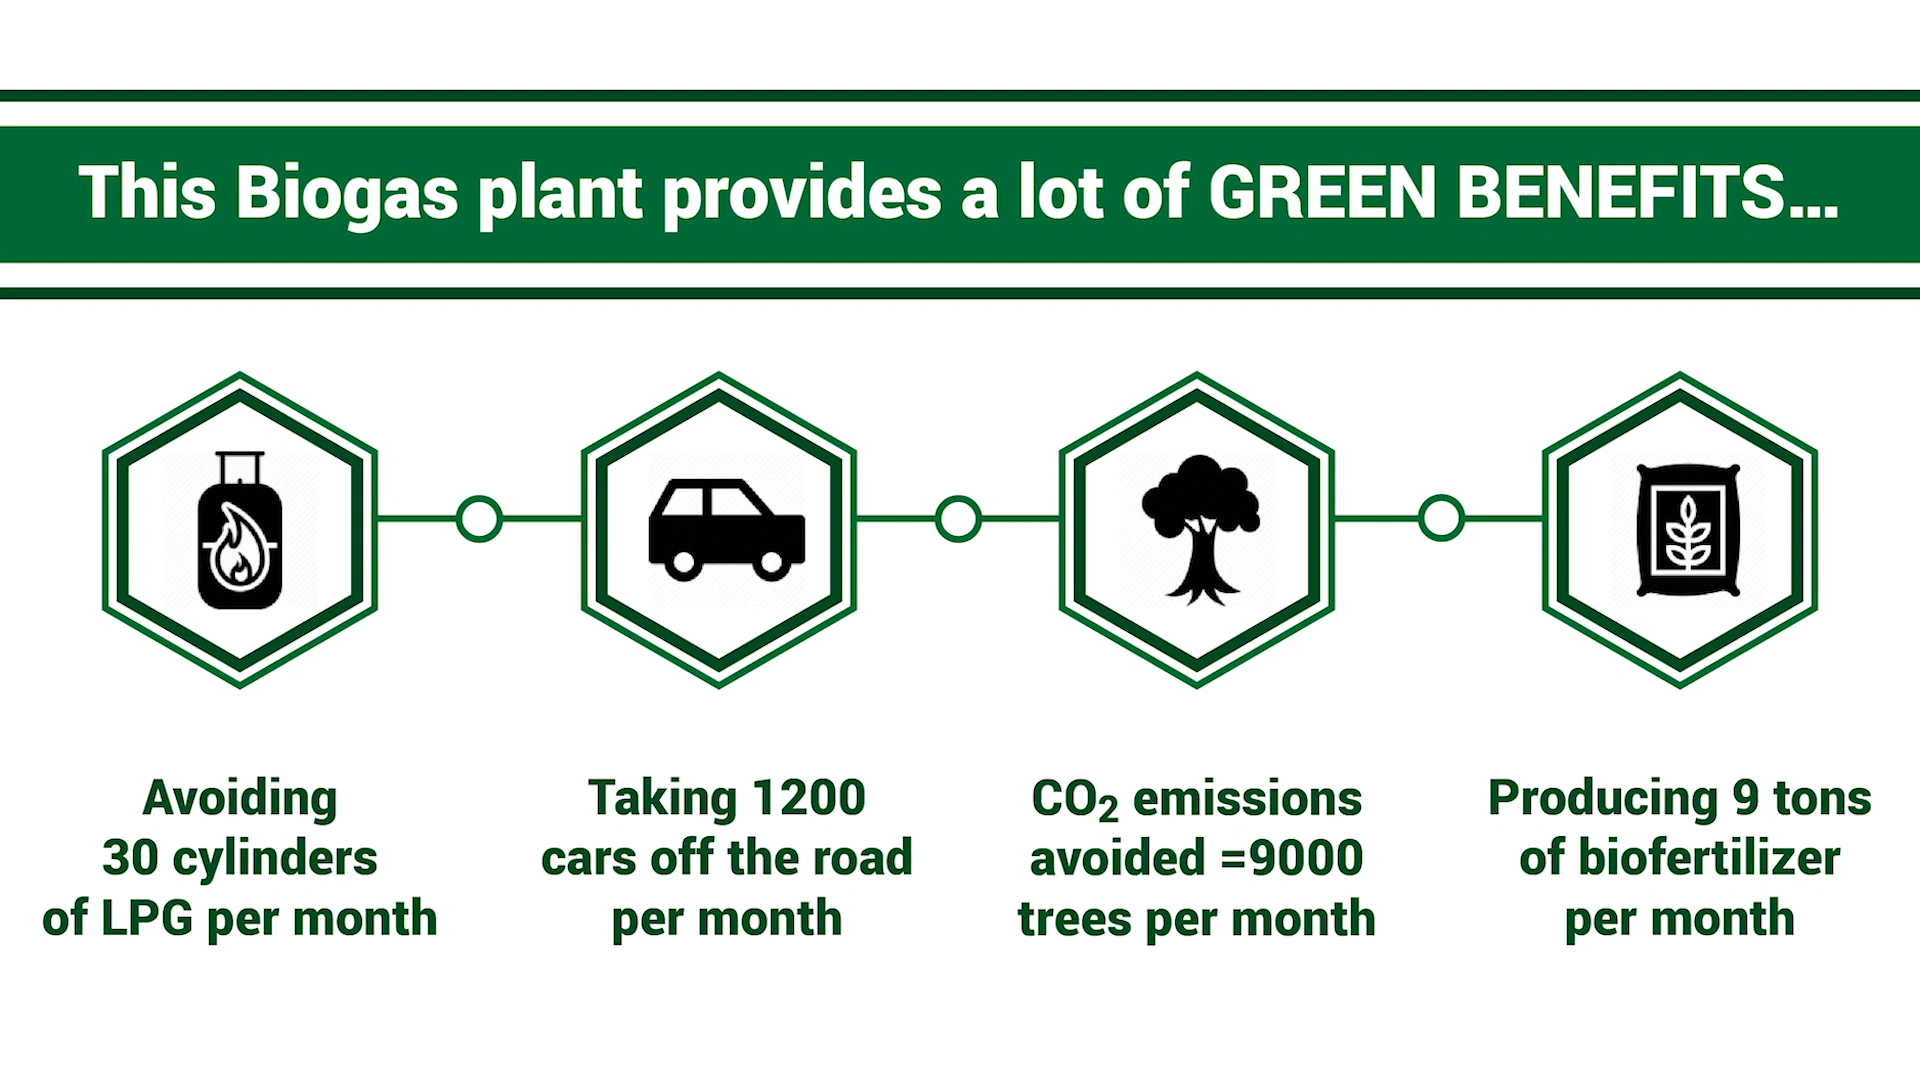 This Biogas plant provides a lot of GREEN BENEFITS...
Avoiding
30 cylinders
of LPG per month
Taking 1200
cars off the road
per month
CO₂ emissions
avoided =9000
trees per month
Producing 9 tons
of biofertilizer
per month